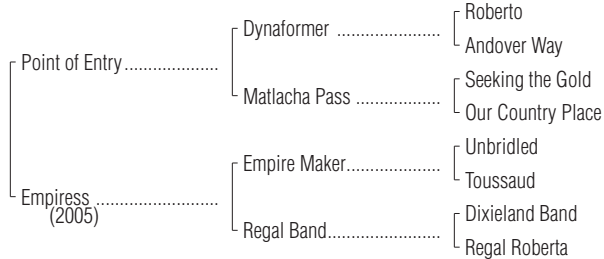 Roberto
Dynaformer ..................
Andover Way
Point of Entry....................
Seeking the Gold
Matlacha Pass ..................
Our Country Place
Unbridled
Empire Maker....................
Toussaud
Empiress ..........................
(2005)
Dixieland Band
Regal Band........................
Regal Roberta